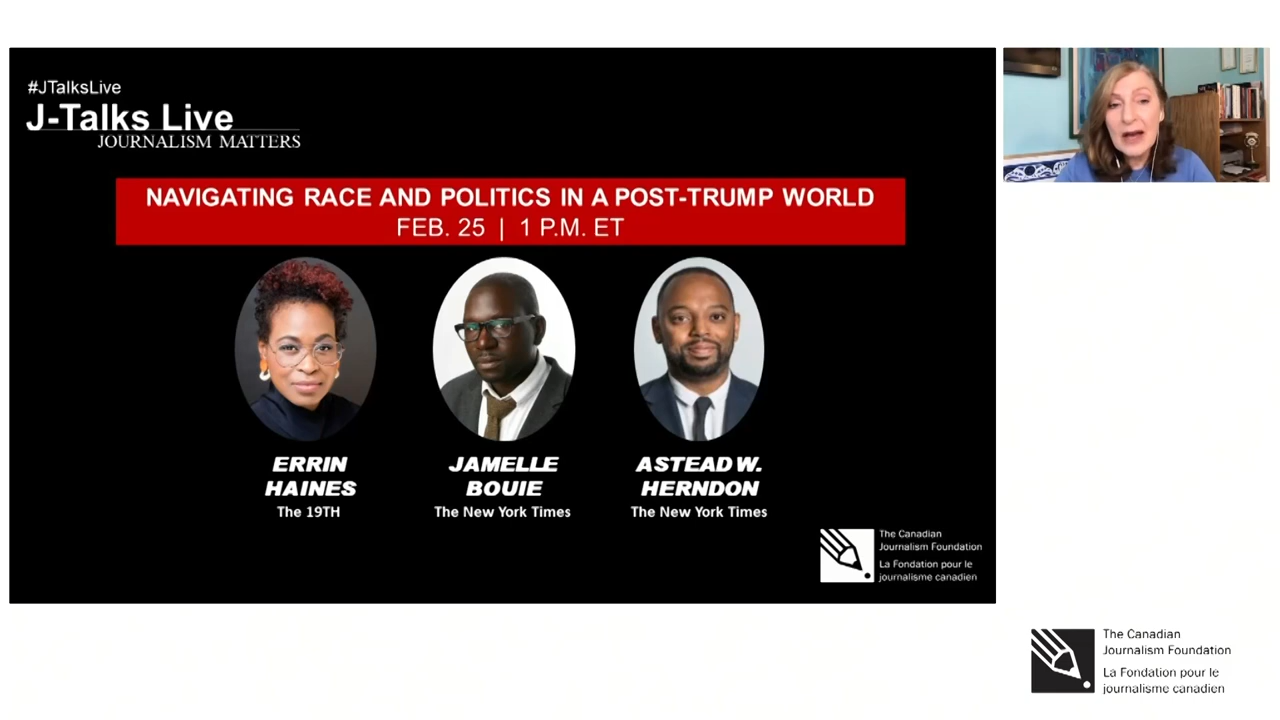 #JTalksLive
J-Talks Live
JOURNALISM MATTERS
NAVIGATING RACE AND POLITICS IN A POST-TRUMP WORLD
FEB. 25 | 1 P.M. ET
ERRIN
HAINES
The 19TH
JAMELLE
BOUIE
The New York Times
ASTEAD W.
HERNDON
The New York Times
The Canadian
Journalism Foundation
La Fondation pour le
journalisme canadien
The Canadian
Journalism Foundation
La Fondation pour le
journalisme canadien